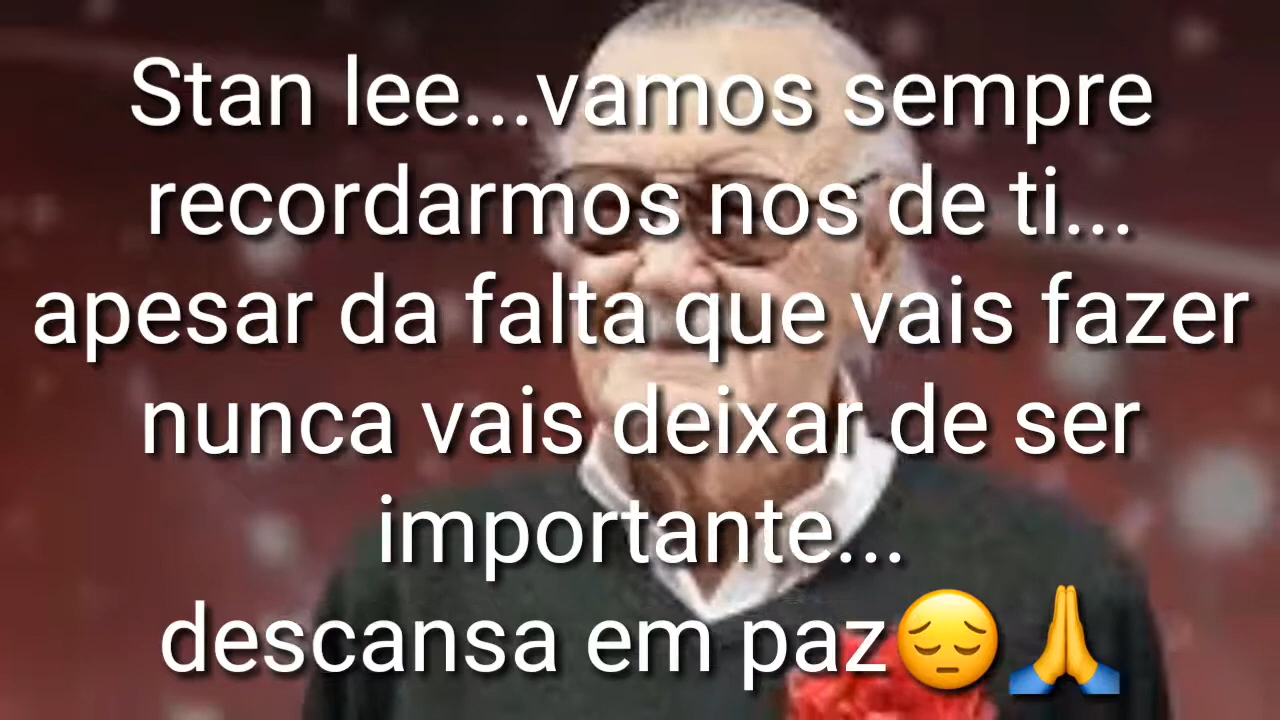 Stan lee...vamos sempre
recordarmos nos de ti...
apesar da falta que vais fazer
nunca vais deixar de ser
importante...
descansa em paz😔🙏